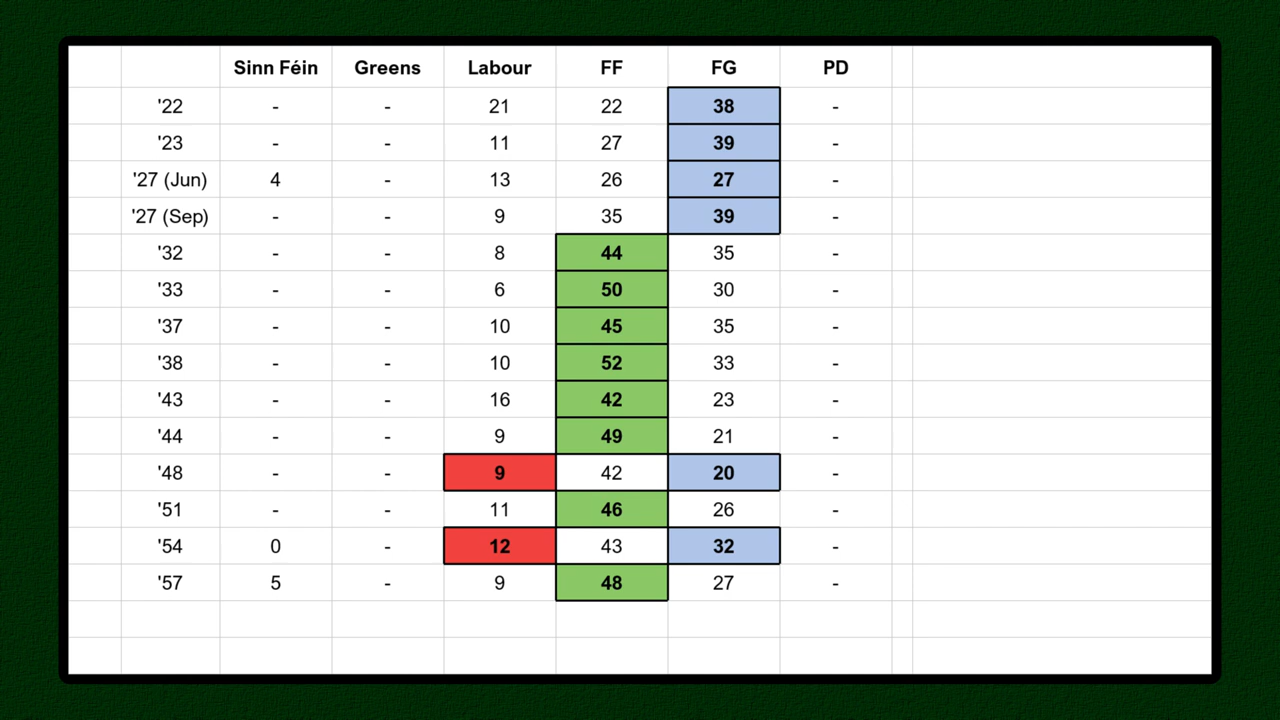 Sinn Féin Greens Labour FF FG PD
'22 - - 21 22 38 -
'23 - - 11 27 39 -
'27 (Jun) 4 - 13 26 27 -
'27 (Sep) - - 9 35 39 -
'32 - - 8 44 35 -
'33 - - 6 50 30 -
'37 - - 10 45 35 -
'38 - - 10 52 33 -
'43 - - 16 42 23 -
'44 - - 9 49 21 -
'48 - - 9 42 20 -
'51 - - 11 46 26 -
'54 0 - 12 43 32 -
'57 5 - 9 48 27 -